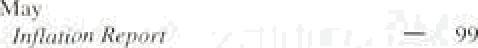 May
Inflation Report — 99